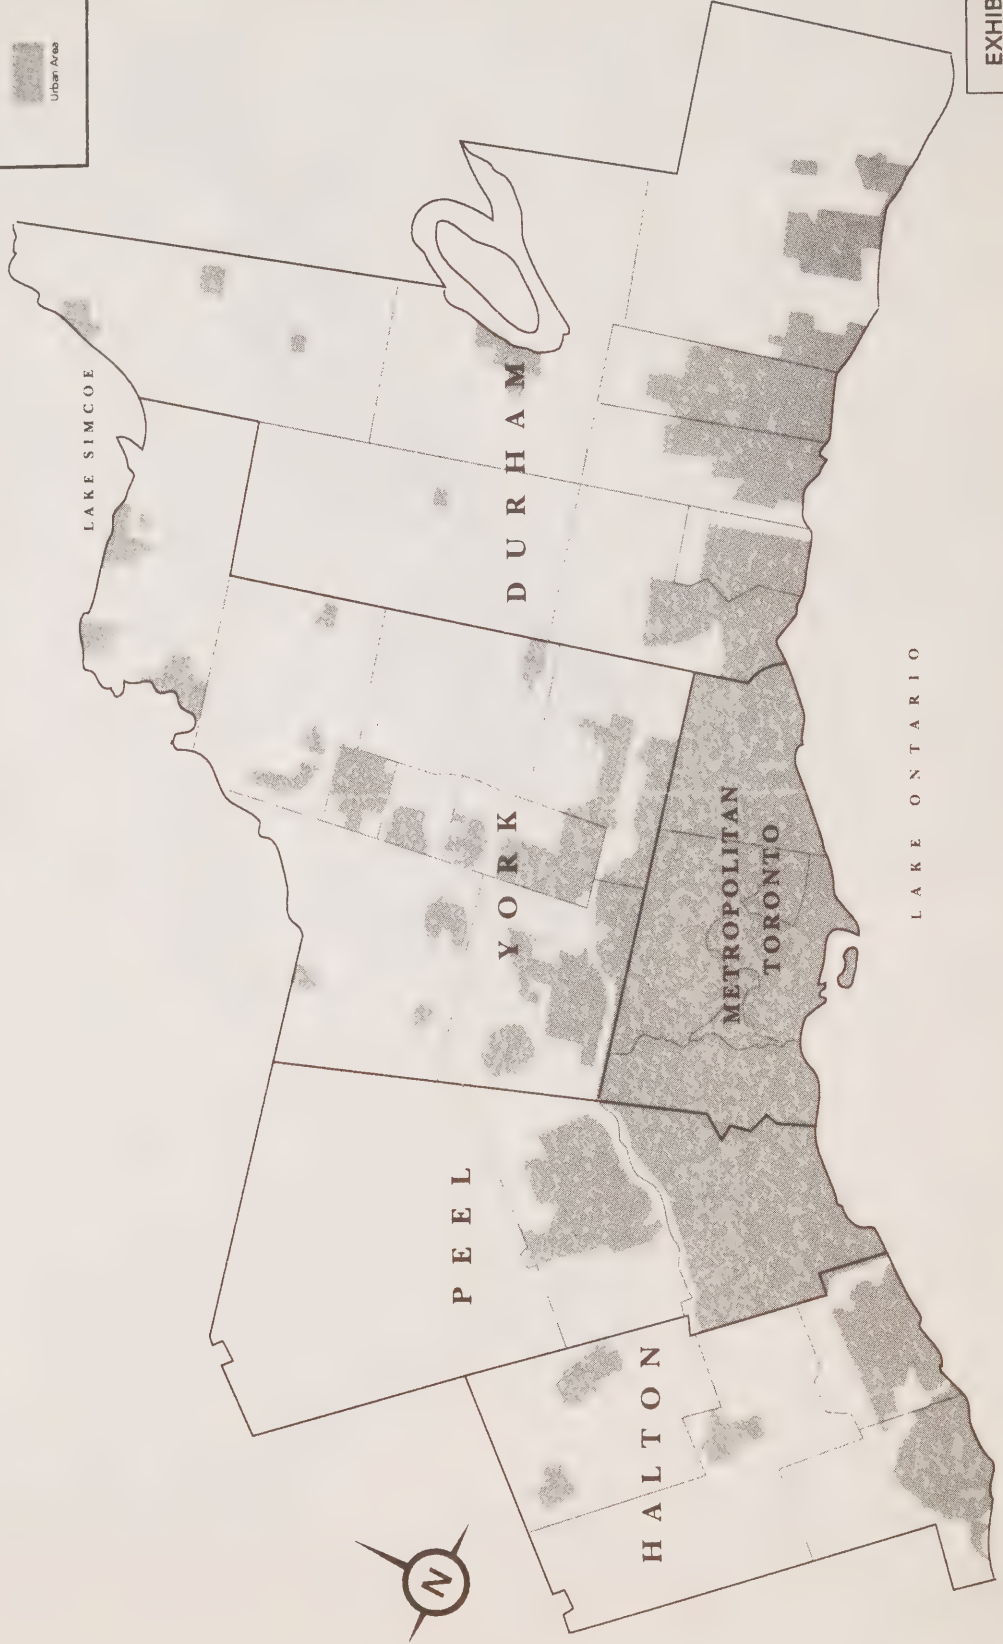 Urban Area
LAKE SIMCOE
DURHAM
YORK
METROPOLITAN
TORONTO
PEEL
HALTON
LAKE ONTARIO
N
EXHIB